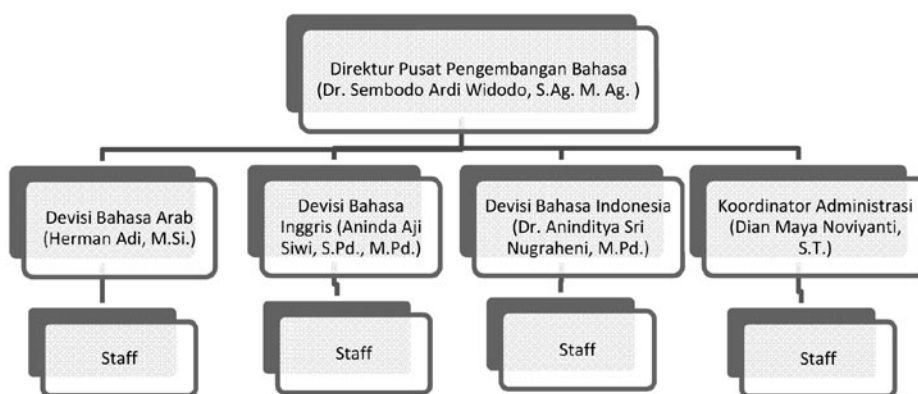 Direktur Pusat Pengembangan Bahasa
(Dr. Sembodo Ardi Widodo, S.Ag. M. Ag. )
Devisi Bahasa Arab
(Herman Adi, M.Si.)
Devisi Bahasa
Inggris (Aninda Aji
Siwi, S.Pd., M.Pd.)
Devisi Bahasa Indonesia
(Dr. Aninditya Sri
Nugraheni, M.Pd.)
Koordinator Administrasi
(Dian Maya Noviyanti,
S.T.)
Staff
Staff
Staff
Staff